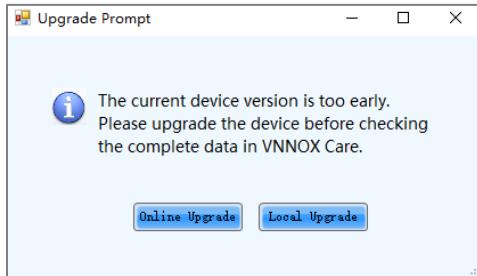 Upgrade Prompt
The current device version is too early.
Please upgrade the device before checking
the complete data in VNNOX Care.
Online Upgrade Local Upgrade